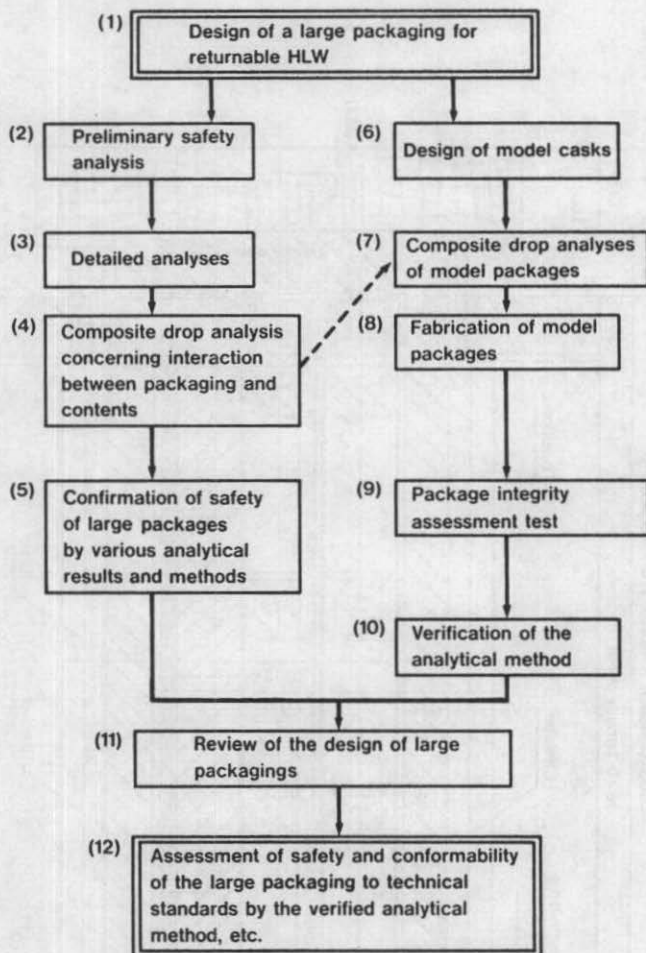 (1)
Design of a large packaging for
returnable HLW
(2)
Preliminary safety
analysis
(3)
Detailed analyses
(4)
Composite drop analysis
concerning interaction
between packaging and
contents
(5)
Confirmation of safety
of large packages
by various analytical
results and methods
(6)
Design of model casks
(7)
Composite drop analyses
of model packages
(8)
Fabrication of model
packages
(9)
Package integrity
assessment test
(10)
Verification of the
analytical method
(11)
Review of the design of large
packagings
(12)
Assessment of safety and conformability
of the large packaging to technical
standards by the verified analytical
method, etc.